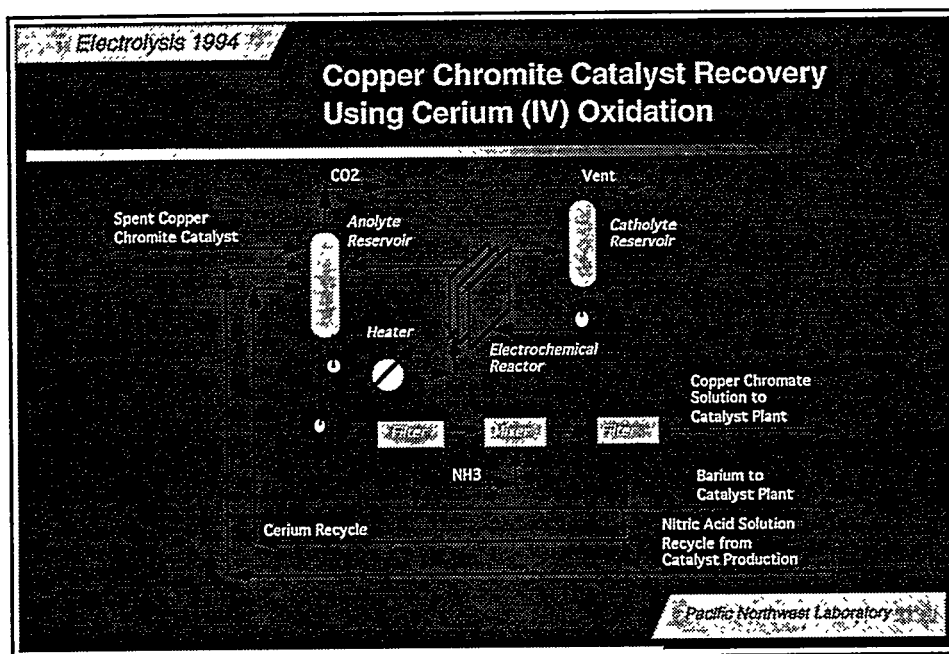 Electrolysis 1994
Copper Chromite Catalyst Recovery
Using Cerium (IV) Oxidation
CO2
Vent
Spent Copper
Chromite Catalyst
Anolyte
Reservoir
Catholyte
Reservoir
Heater
Electrochemical
Reactor
Copper Chromate
Solution to
Catalyst Plant
Filter
Filter
NH3
Barium to
Catalyst Plant
Cerium Recycle
Nitric Acid Solution
Recycle from
Catalyst Production
Pacific Northwest Laboratory